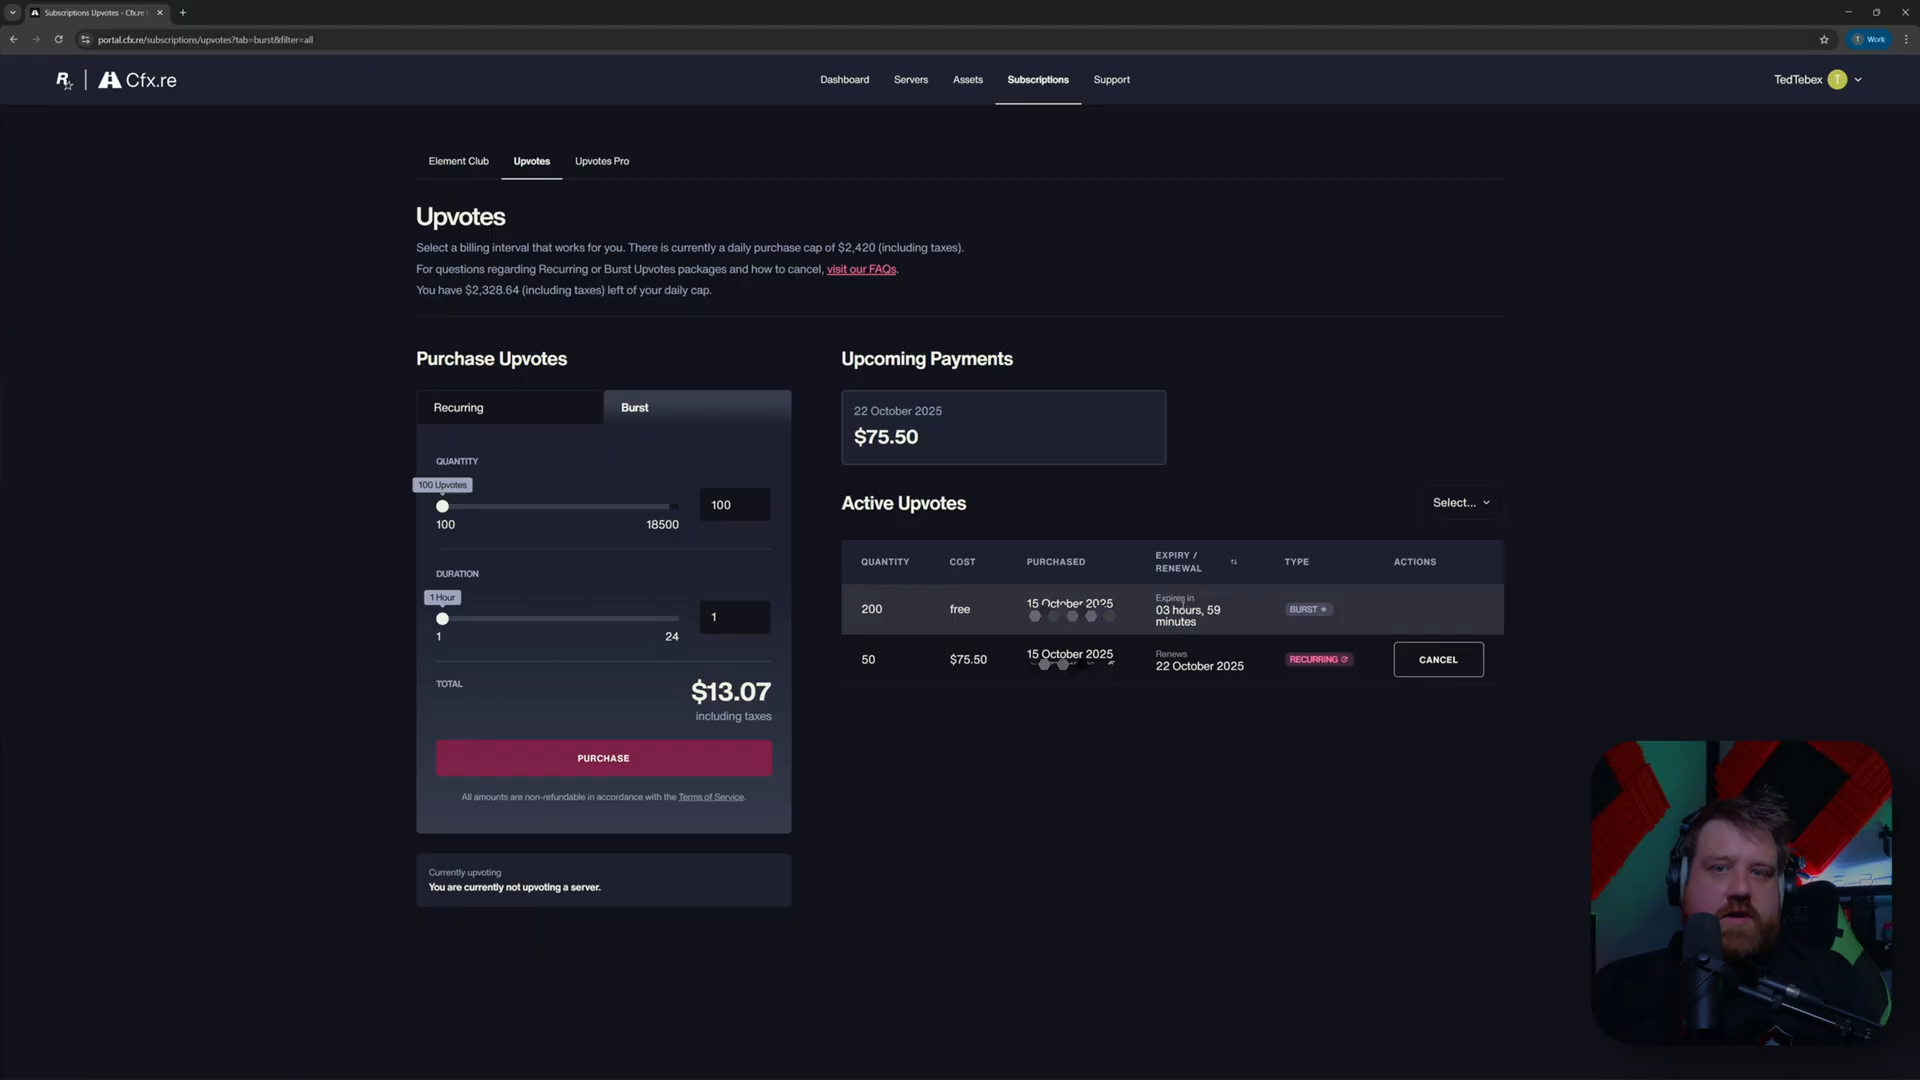 Subscriptions Upvotes - Cfx.re
portal.cfx.re/subscriptions/upvotes?tab=burst&filter=all
T Work
R
Cfx.re
Dashboard
Servers
Assets
Subscriptions
Support
TedTebex T
Element Club
Upvotes
Upvotes Pro
Upvotes
Select a billing interval that works for you. There is currently a daily purchase cap of $2,420 (including taxes).
For questions regarding Recurring or Burst Upvotes packages and how to cancel, visit our FAQs.
You have $2,328.64 (including taxes) left of your daily cap.
Purchase Upvotes
Recurring
Burst
QUANTITY
100 Upvotes
100
100 18500
DURATION
1 Hour
1
1 24
TOTAL
$13.07
including taxes
PURCHASE
All amounts are non-refundable in accordance with the Terms of Service.
Currently upvoting
You are currently not upvoting a server.
Upcoming Payments
22 October 2025
$75.50
Active Upvotes
Select...
QUANTITY COST PURCHASED EXPIRY / RENEWAL TYPE ACTIONS
200 free 15 October 2025
Expires in
03 hours, 59
minutes
BURST
50 $75.50 15 October 2025
Renews
22 October 2025
RECURRING
CANCEL